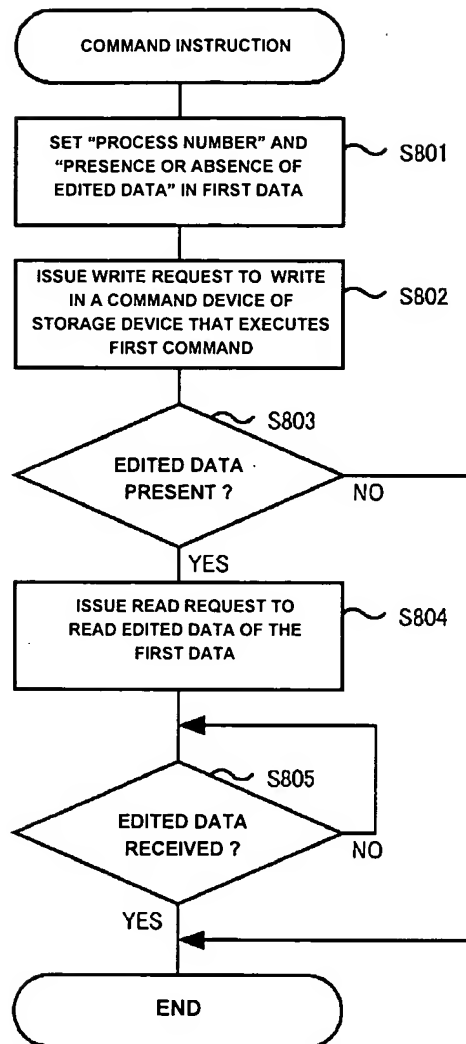 COMMAND INSTRUCTION
SET "PROCESS NUMBER" AND
"PRESENCE OR ABSENCE OF
EDITED DATA" IN FIRST DATA
S801
ISSUE WRITE REQUEST TO WRITE
IN A COMMAND DEVICE OF
STORAGE DEVICE THAT EXECUTES
FIRST COMMAND
S802
S803
EDITED DATA
PRESENT ?
NO
YES
ISSUE READ REQUEST TO
READ EDITED DATA OF THE
FIRST DATA
S804
S805
EDITED DATA
RECEIVED ?
NO
YES
END